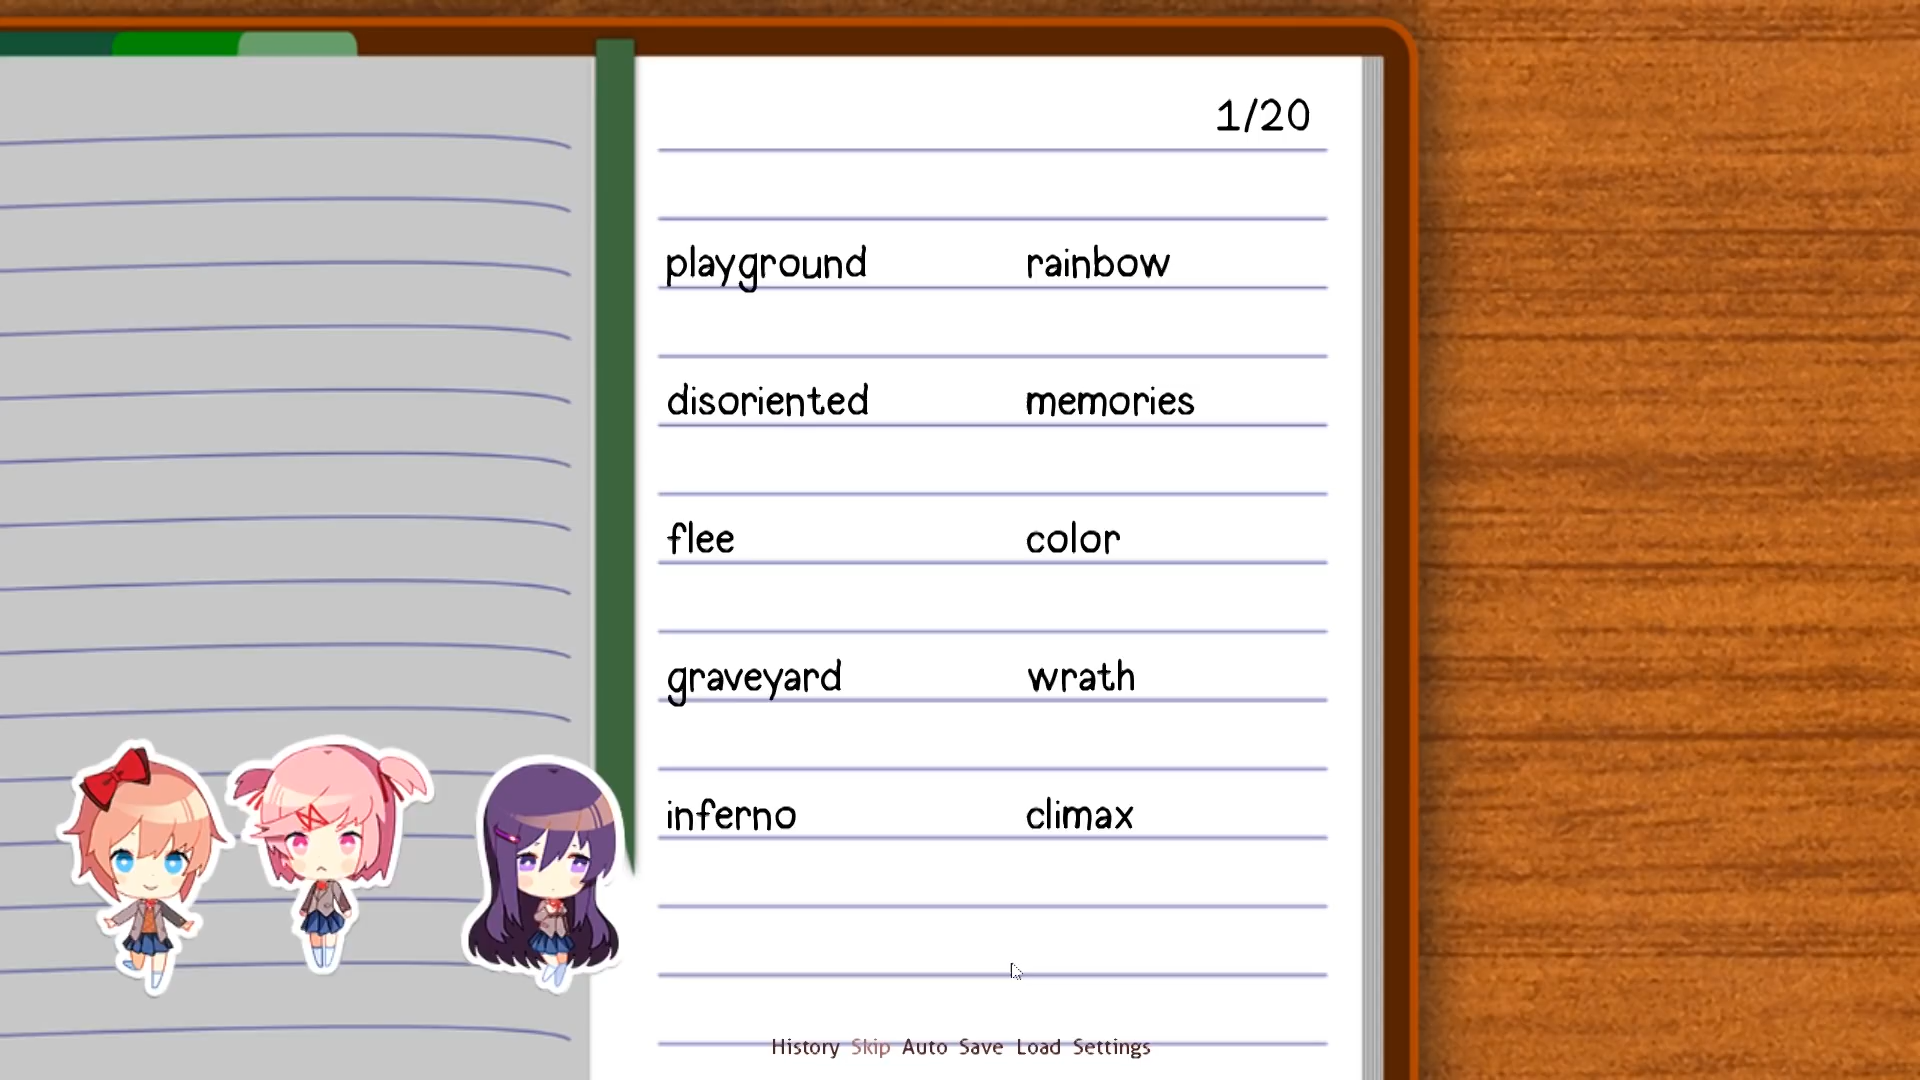 1/20
playground rainbow
disoriented memories
flee color
graveyard wrath
inferno climax
History Skip Auto Save Load Settings